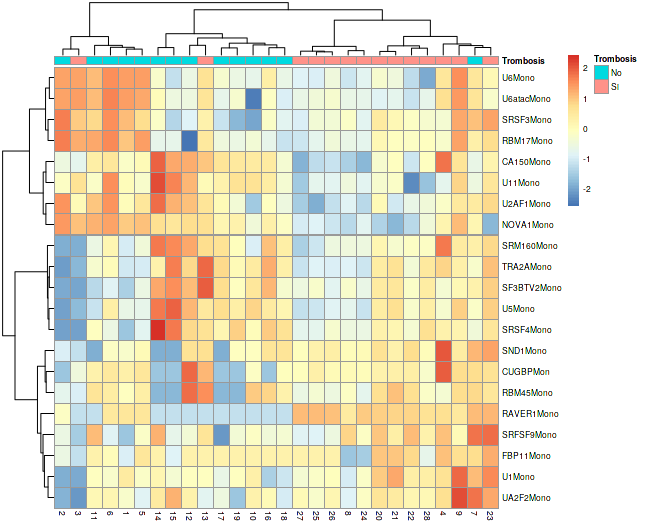 Trombosis
U6Mono
U6atacMono
SRSF3Mono
RBM17Mono
CA150Mono
U11Mono
U2AF1Mono
NOVA1Mono
SRM160Mono
TRA2AMono
SF3BTV2Mono
U5Mono
SRSF4Mono
SND1Mono
CUGBPMon
RBM45Mono
RAVER1Mono
SRFSF9Mono
FBP11Mono
U1Mono
UA2F2Mono
2 3 11 6 1 5 14 15 12 13 17 19 10 16 18 27 25 26 8 24 20 21 22 28 4 9 7 23
2
1
0
-1
-2
Trombosis
No
SI